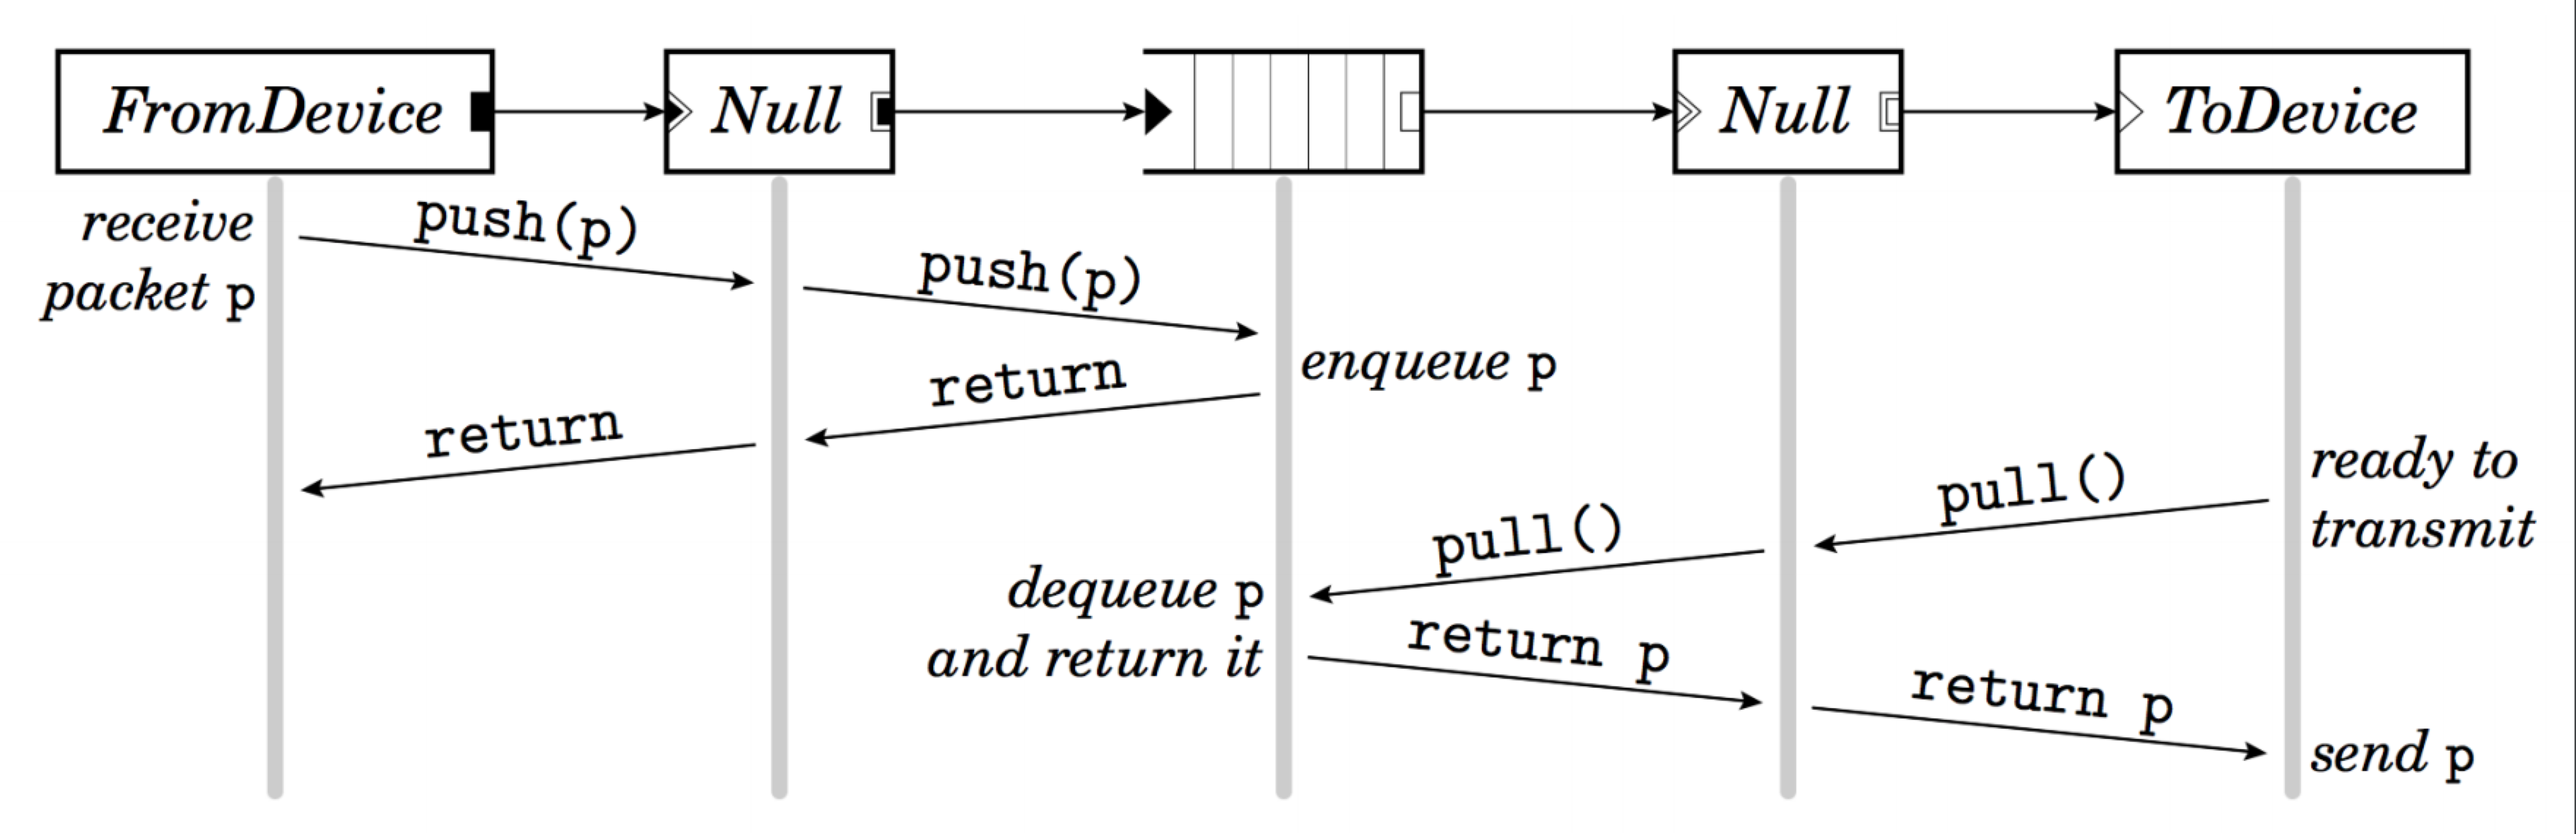 FromDevice
Null
Null
ToDevice
receive
packet p
push(p)
push(p)
enqueue p
return
return
ready to
transmit
pull()
pull()
dequeue p
and return it
return p
return p
send p